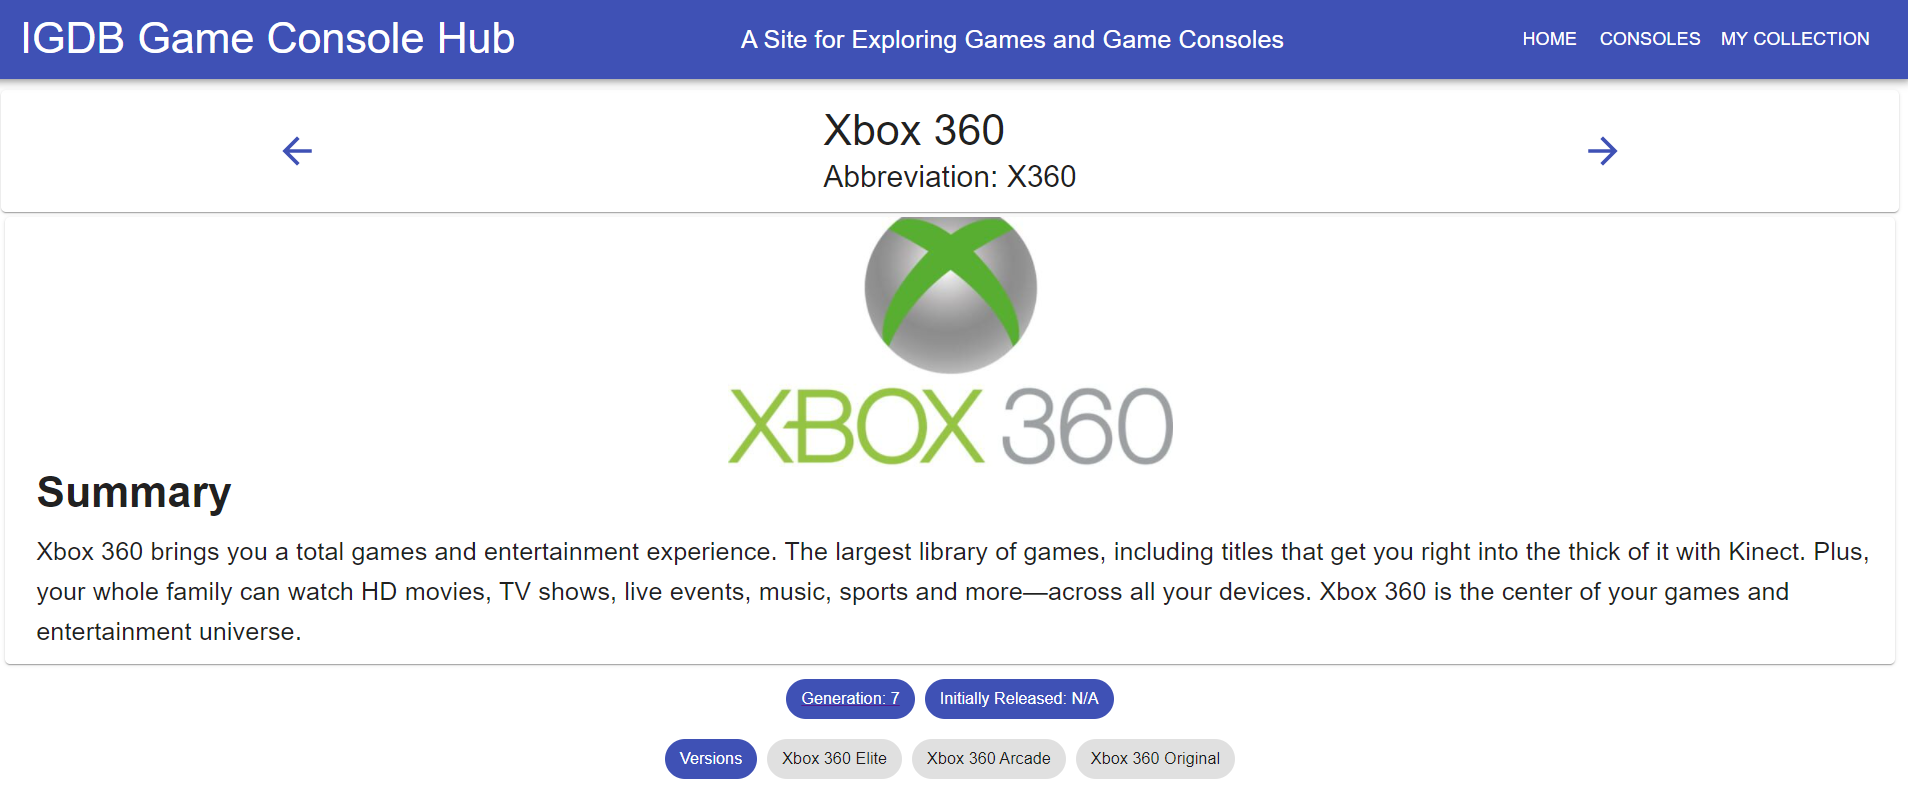 IGDB Game Console Hub
A Site for Exploring Games and Game Consoles
HOME CONSOLES MY COLLECTION
Xbox 360
Abbreviation: X360
XBOX 360
Summary
Xbox 360 brings you a total games and entertainment experience. The largest library of games, including titles that get you right into the thick of it with Kinect. Plus,
your whole family can watch HD movies, TV shows, live events, music, sports and more—across all your devices. Xbox 360 is the center of your games and
entertainment universe.
Generation: 7 Initially Released: N/A
Versions Xbox 360 Elite Xbox 360 Arcade Xbox 360 Original